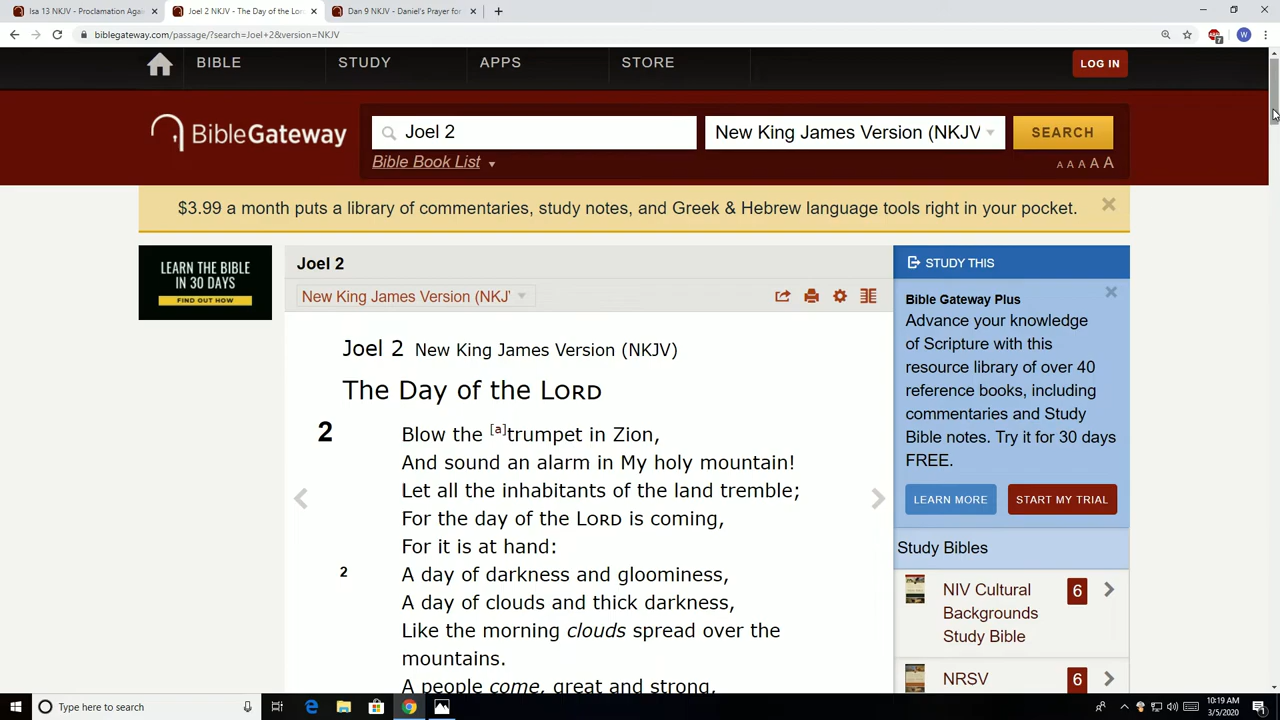 Isa 13 NKJV - Proclamation Aga
Joel 2 NKJV - The Day of the Lor
Dan 9 NKJV - Daniel's Prayer for
biblegateway.com/passage/?search=Joel+2&version=NKJV
W
BIBLE
STUDY
APPS
STORE
LOG IN
BibleGateway
Joel 2
New King James Version (NKJV
SEARCH
Bible Book List
A A A A A
$3.99 a month puts a library of commentaries, study notes, and Greek & Hebrew language tools right in your pocket.
LEARN THE BIBLE
IN 30 DAYS
FIND OUT HOW
Joel 2
New King James Version (NKJV
Joel 2 New King James Version (NKJV)
The Day of the LORD
2 Blow the [a]trumpet in Zion,
And sound an alarm in My holy mountain!
Let all the inhabitants of the land tremble;
For the day of the LORD is coming,
For it is at hand:
2 A day of darkness and gloominess,
A day of clouds and thick darkness,
Like the morning clouds spread over the
mountains.
A people come, great and strong,
STUDY THIS
Bible Gateway Plus
Advance your knowledge
of Scripture with this
resource library of over 40
reference books, including
commentaries and Study
Bible notes. Try it for 30 days
FREE.
LEARN MORE
START MY TRIAL
Study Bibles
NIV Cultural
Backgrounds
Study Bible
6
NRSV
6
Type here to search
10:19 AM
3/5/2020